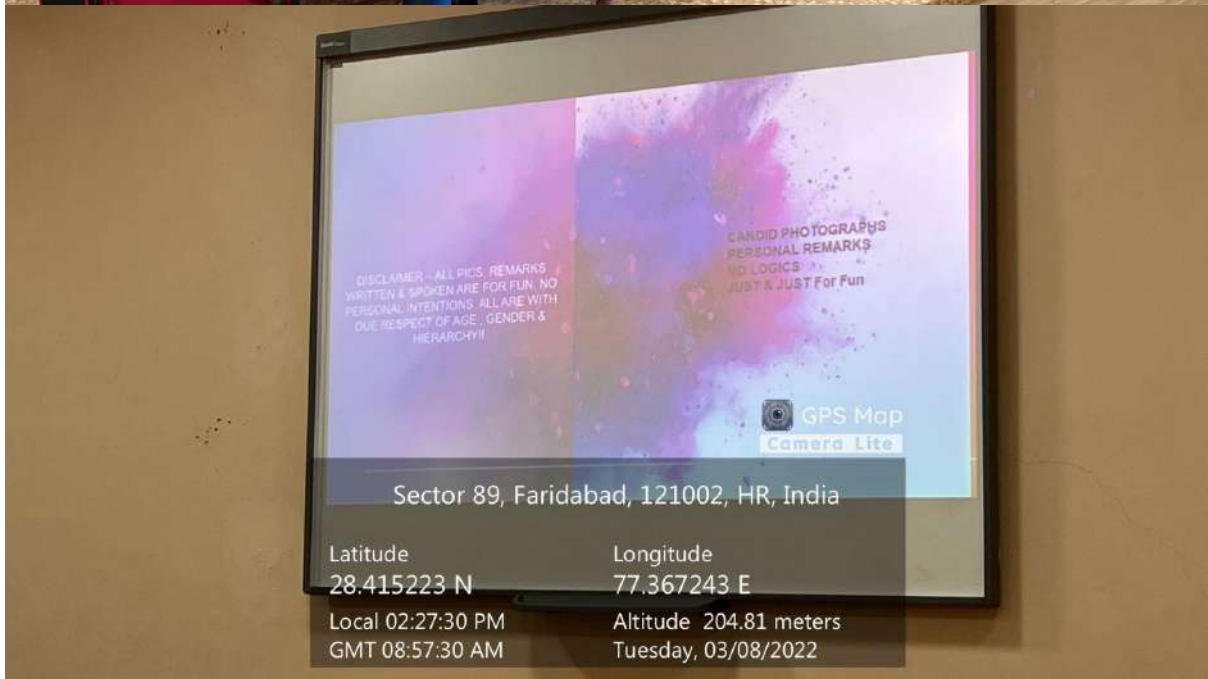 DISCLAIMER - ALL PICS, REMARKS
WRITTEN & SPOKEN ARE FOR FUN. NO
PERSONAL INTENTIONS. ALL ARE WITH
DUE RESPECT OF AGE , GENDER &
HIERARCHY!!
CANDID PHOTOGRAPHS
PERSONAL REMARKS
NO LOGICS
JUST & JUST For Fun
GPS Map
Camera Lite
Sector 89, Faridabad, 121002, HR, India
Latitude
28.415223 N
Longitude
77.367243 E
Local 02:27:30 PM
GMT 08:57:30 AM
Altitude 204.81 meters
Tuesday, 03/08/2022